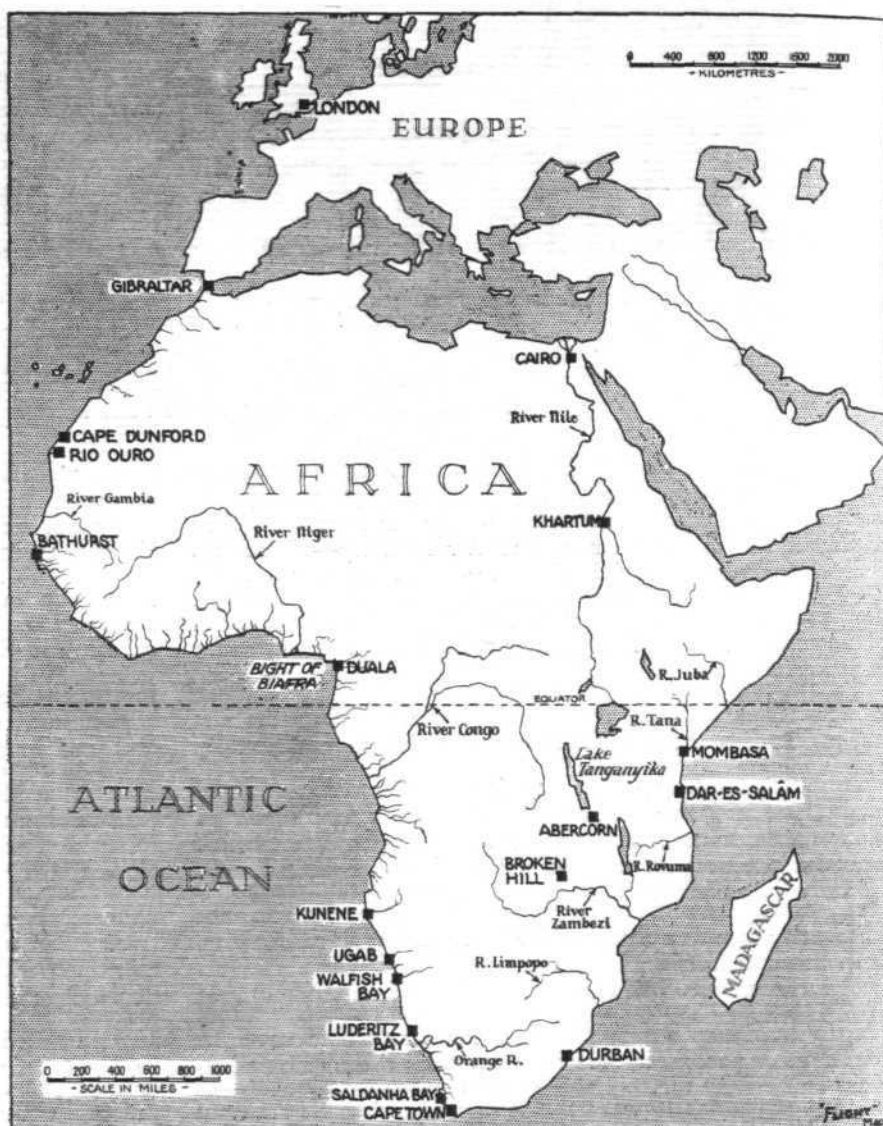 0 400 800 1200 1600 2000
- KILOMETRES -
LONDON
EUROPE
GIBRALTAR
CAIRO
River Nile
CAPE DUNFORD
RIO OURO
AFRICA
River Gambia
KHARTUM
BATHURST
River Niger
BIGHT OF
BIAFRA
DUALA
R. Juba
EQUATOR
River Congo
R. Tana
MOMBASA
Lake
Tanganyika
DAR-ES-SALÂM
ATLANTIC
OCEAN
ABERCORN
BROKEN
HILL
R. Rovuma
River
Zambezi
MADAGASCAR
KUNENE
UGAB
WALFISH
BAY
R. Limpopo
LUDERITZ
BAY
Orange R.
DURBAN
0 200 400 600 800 1000
- SCALE IN MILES -
SALDANHA BAY
CAPE TOWN
"FLIGHT"